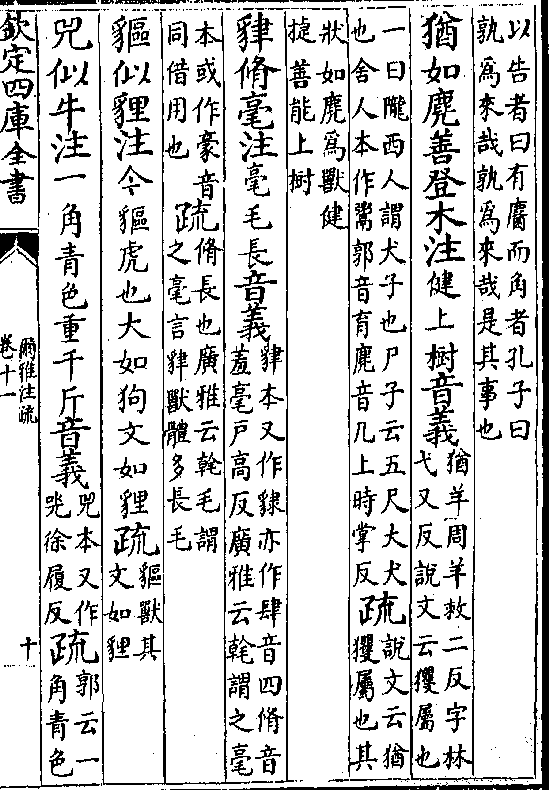 以告者曰有麕而角者孔子曰
孰爲來哉孰爲來哉是其事也
猶如麂善登木注健上樹音義
猶羊周羊救二反字林
弋又反說文云玃屬也
一曰隴西人謂犬子也尸子云五尺大犬
也舍人本作鸒郭音育麂音几上時掌反
疏
說文云猶
玃屬也其
狀如麂爲獸健
捷善能上樹
貄脩毫注毫毛長音義
貄本又作肄亦作肆音四脩音
羞毫戶高反廣雅云毴謂之毫
本或作豪音
同借用也
疏
脩長也廣雅云毴毛謂
之毫言貄獸體多長毛
貙似貍注今貙虎也大如狗文如貍疏
貙獸其
文如貍
兕似牛注一角青色重千斤音義
兕本又作
㺉徐履反
疏
郭云一
角青色
欽定四庫全書
爾雅注疏
卷十一
十